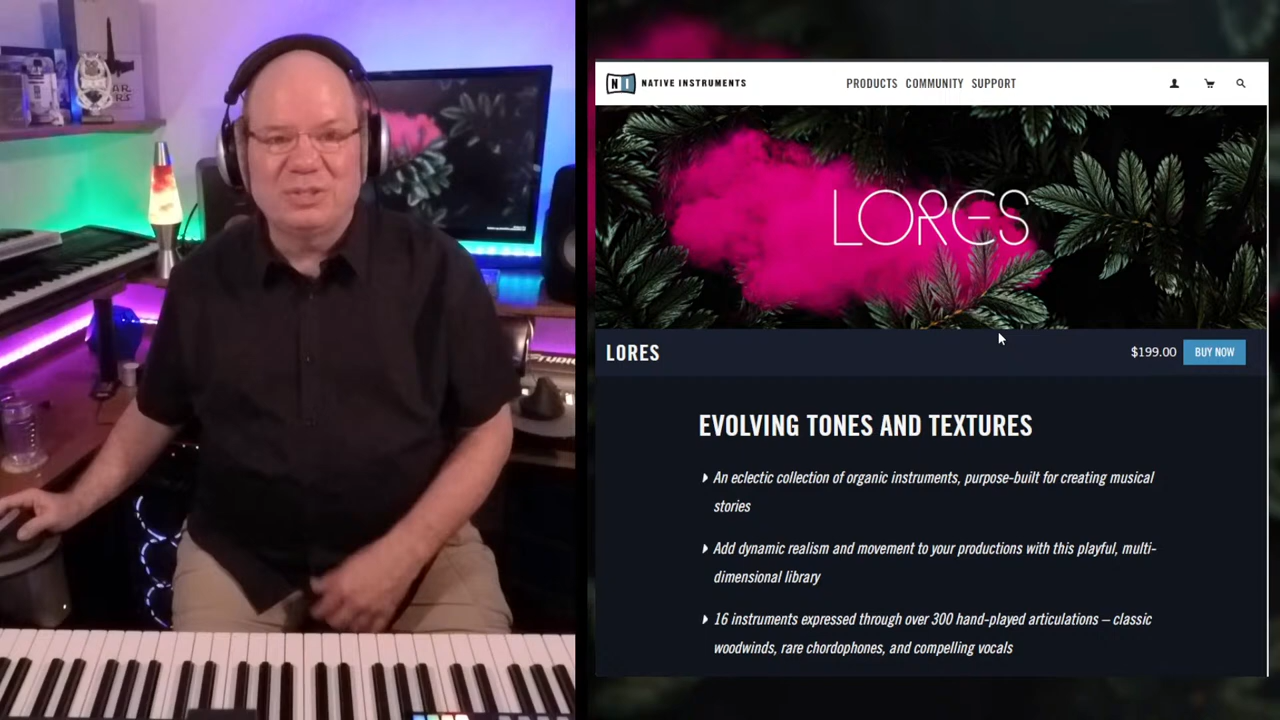 NI NATIVE INSTRUMENTS
PRODUCTS COMMUNITY SUPPORT
LORES
LORES
$199.00 BUY NOW
EVOLVING TONES AND TEXTURES
An eclectic collection of organic instruments, purpose-built for creating musical
stories
Add dynamic realism and movement to your productions with this playful, multi-
dimensional library
16 instruments expressed through over 300 hand-played articulations – classic
woodwinds, rare chordophones, and compelling vocals